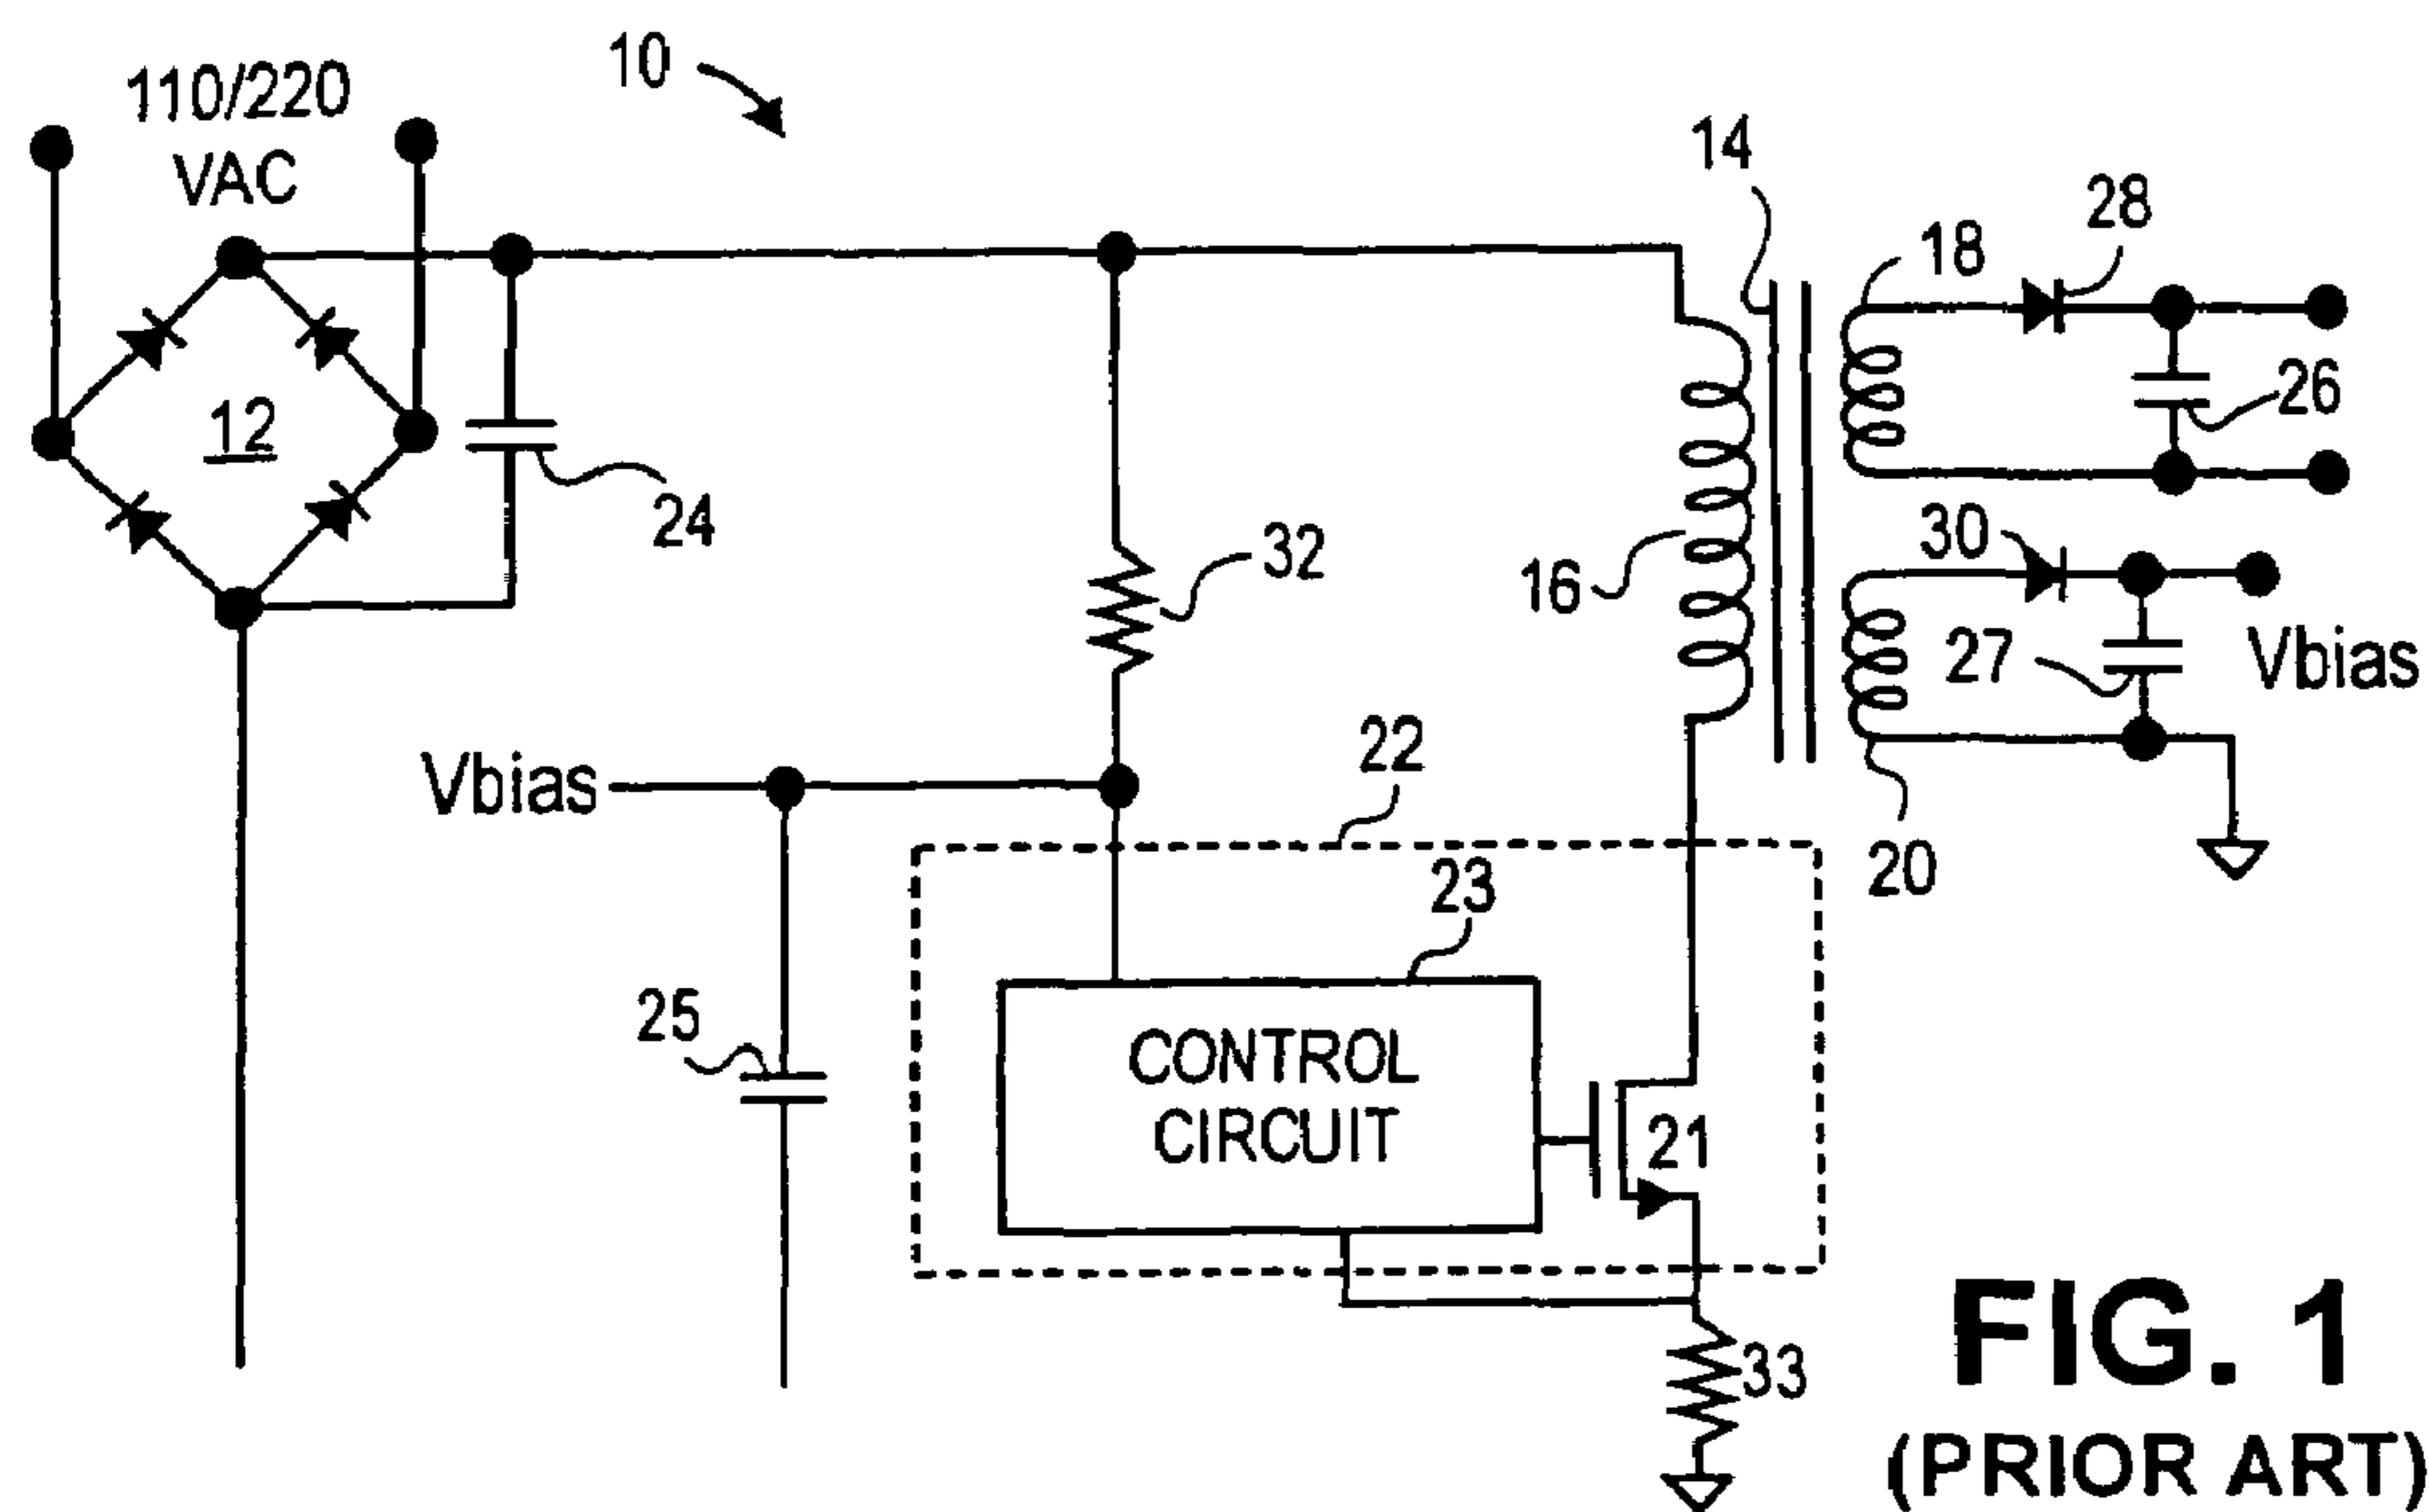 10
110/220
VAC
14
28
18
12
26
24
32
30
16
27
Vbias
22
Vbias
20
23
25
CONTROL
CIRCUIT
21
33
FIG. 1
(PRIOR ART)